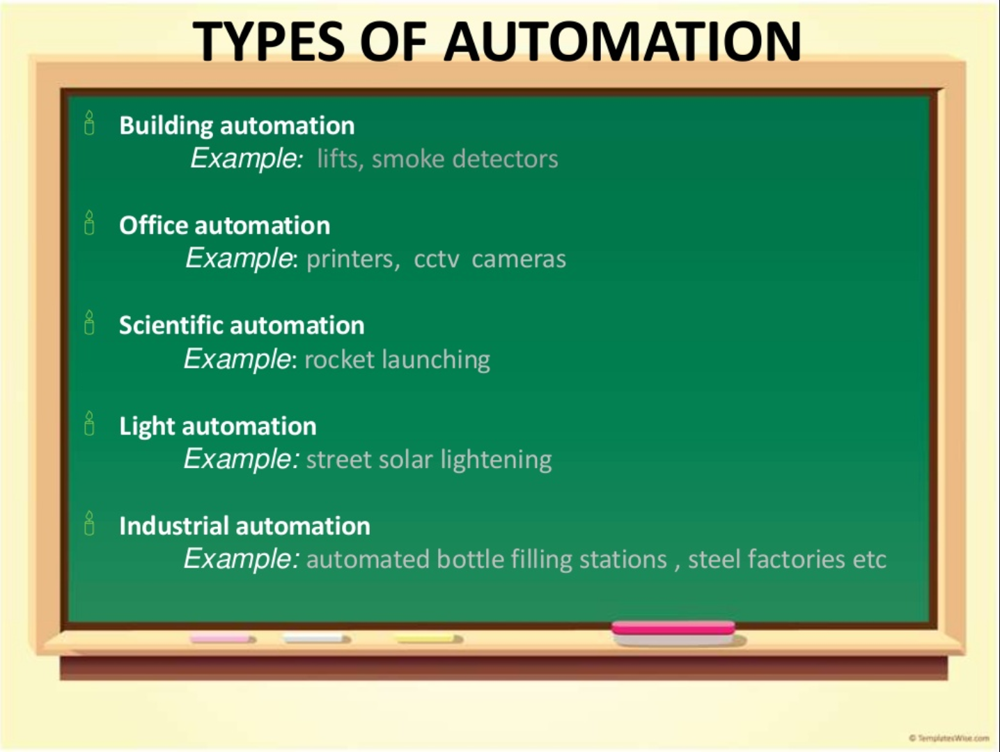 TYPES OF AUTOMATION
Building automation
Example: lifts, smoke detectors
Office automation
Example: printers, cctv cameras
Scientific automation
Example: rocket launching
Light automation
Example: street solar lightening
Industrial automation
Example: automated bottle filling stations , steel factories etc
© TemplatesWise.com